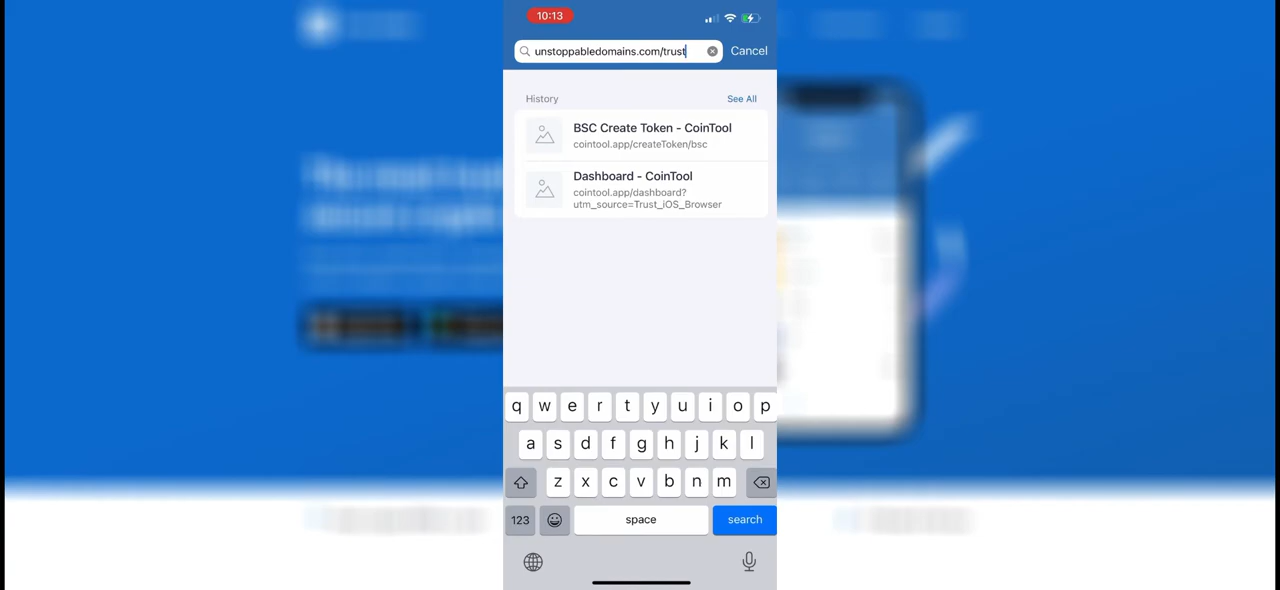 10:13
unstoppabledomains.com/trust
Cancel
History
See All
BSC Create Token - CoinTool
cointool.app/createToken/bsc
Dashboard - CoinTool
cointool.app/dashboard?
utm_source=Trust_iOS_Browser
q w e r t y u i o p
a s d f g h j k l
z x c v b n m
123
space
search